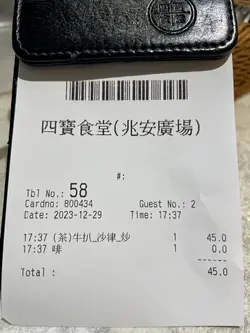 四寶食堂(兆安廣場)
#:
Tbl No.: 58
Cardno: 800434 Guest No.: 2
Date: 2023-12-29 Time: 17:37
17:37 (茶)牛扒_沙律_炒 1 45.0
17:37 啡 1 0.0
------
Total : 45.0